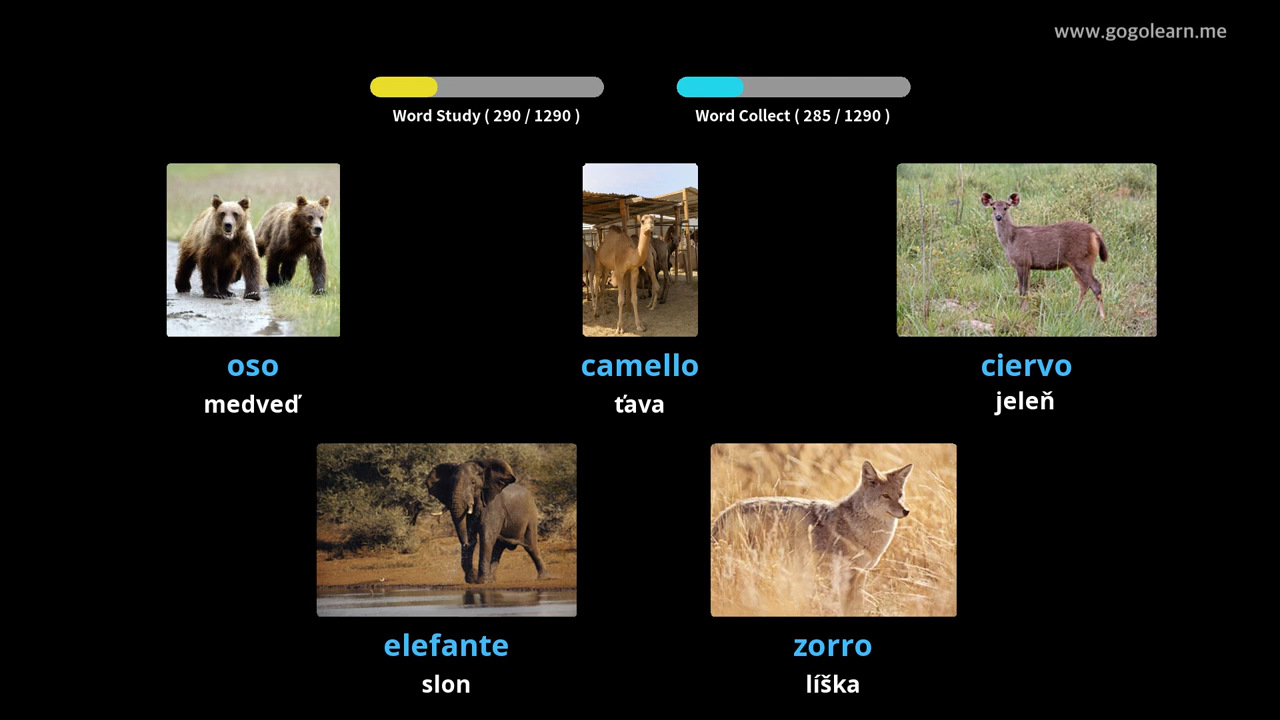 www.gogolearn.me
Word Study ( 290 / 1290 )
Word Collect ( 285 / 1290 )
oso
medveď
camello
ťava
ciervo
jeleň
elefante
slon
zorro
líška